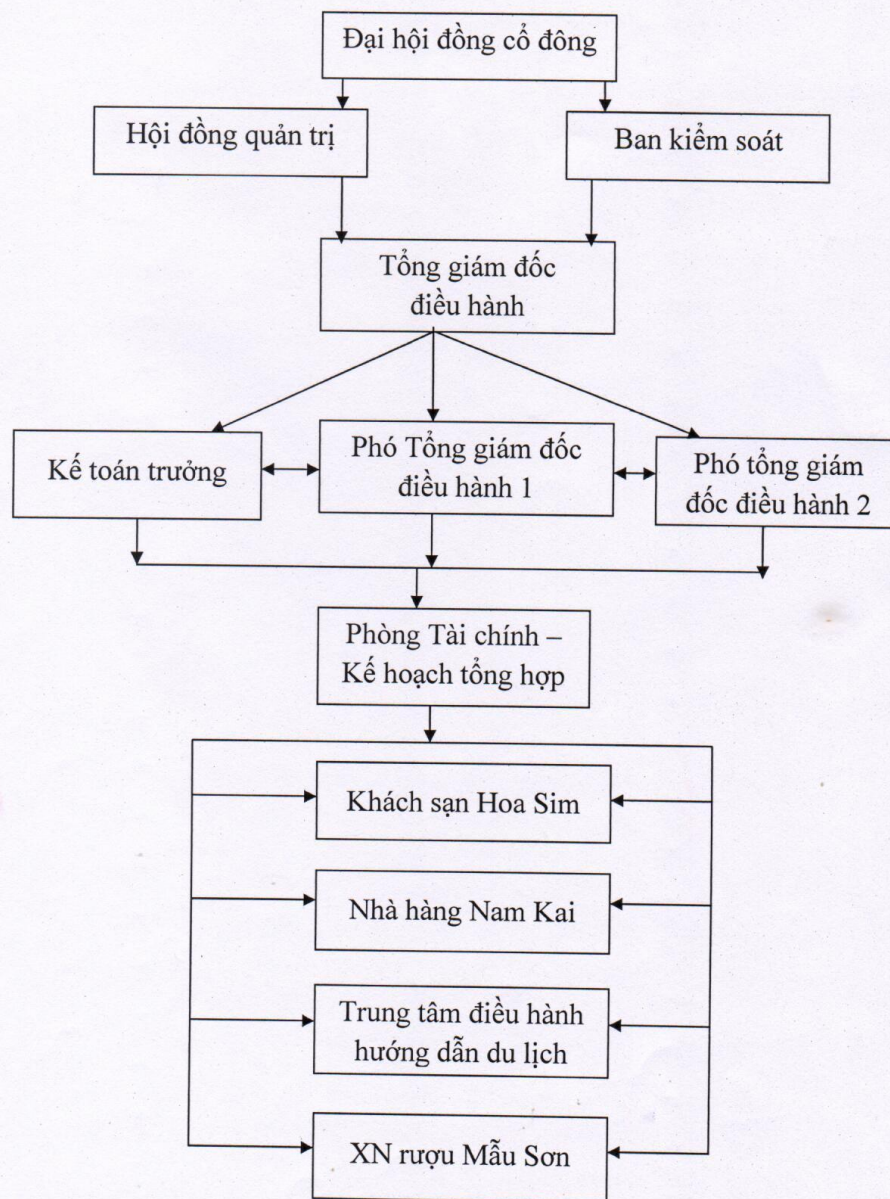 Đại hội đồng cổ đông
Hội đồng quản trị
Ban kiểm soát
Tổng giám đốc
điều hành
Kế toán trưởng
Phó Tổng giám đốc
điều hành 1
Phó tổng giám
đốc điều hành 2
Phòng Tài chính –
Kế hoạch tổng hợp
Khách sạn Hoa Sim
Nhà hàng Nam Kai
Trung tâm điều hành
hướng dẫn du lịch
XN rượu Mẫu Sơn